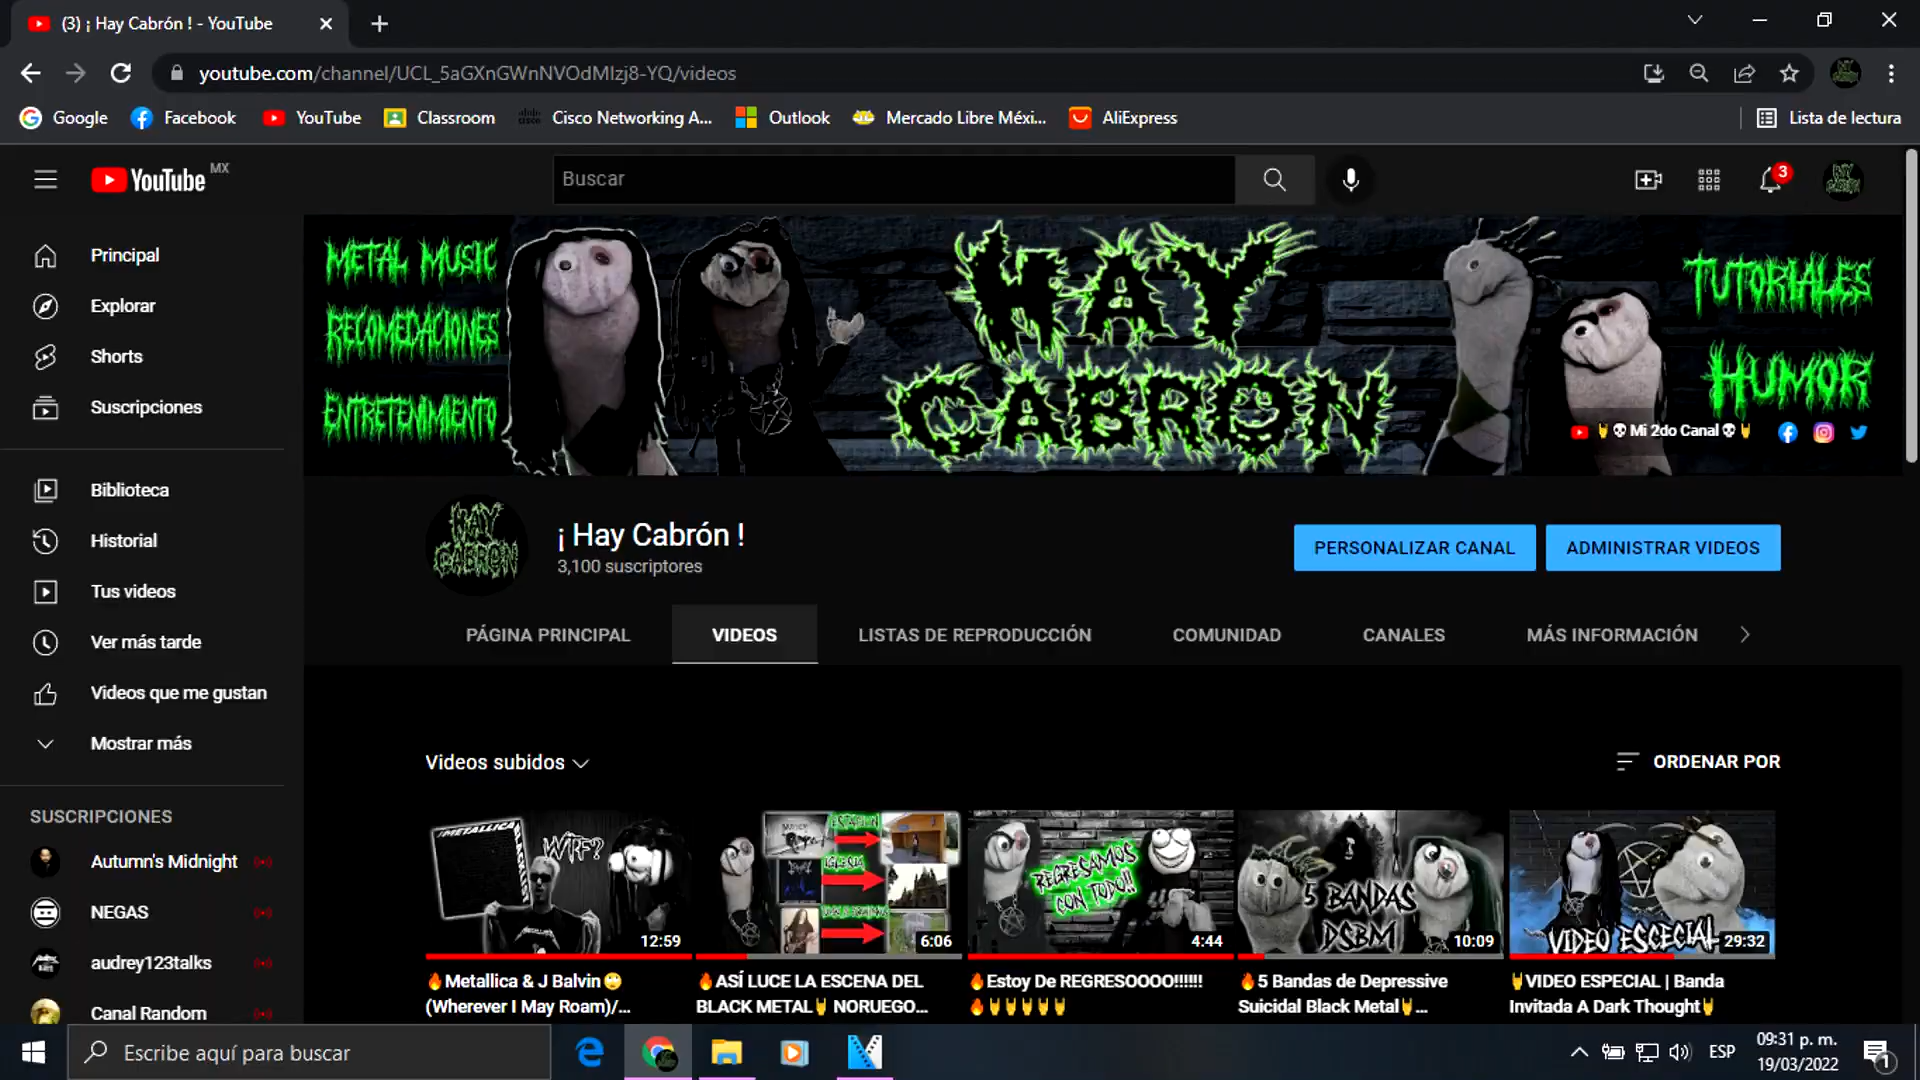 (3) ¡ Hay Cabrón ! - YouTube
youtube.com/channel/UCL_5aGXnGWnNVOdMIzj8-YQ/videos
Google
Facebook
YouTube
Classroom
Cisco Networking A...
Outlook
Mercado Libre Méxi...
AliExpress
Lista de lectura
YouTube MX
Buscar
3
Principal
Explorar
Shorts
Suscripciones
Biblioteca
Historial
Tus videos
Ver más tarde
Videos que me gustan
Mostrar más
SUSCRIPCIONES
Autumn's Midnight
NEGAS
audrey123talks
Canal Random
METAL MUSIC
RECOMEDACIONES
ENTRETENIMIENTO
HAY
CABRON
TUTORIALES
HUMOR
Mi 2do Canal
HAY
CABRON
¡ Hay Cabrón !
3,100 suscriptores
PERSONALIZAR CANAL
ADMINISTRAR VIDEOS
PÁGINA PRINCIPAL
VIDEOS
LISTAS DE REPRODUCCIÓN
COMUNIDAD
CANALES
MÁS INFORMACIÓN
Videos subidos
ORDENAR POR
WTF?
12:59
🔥Metallica & J Balvin🙄
(Wherever I May Roam)/...
IGLESIA
6:06
🔥ASÍ LUCE LA ESCENA DEL
BLACK METAL🤘 NORUEGO...
REGRESAMOS
CON TODO!!
4:44
🔥Estoy De REGRESOOOO!!!!!!
🔥🤘🤘🤘🤘🤘
5 BANDAS
DSBM
10:09
🔥5 Bandas de Depressive
Suicidal Black Metal🤘...
VIDEO ESCECIAL
29:32
🤘VIDEO ESPECIAL | Banda
Invitada A Dark Thought🤘
Escribe aquí para buscar
ESP
09:31 p. m.
19/03/2022
1